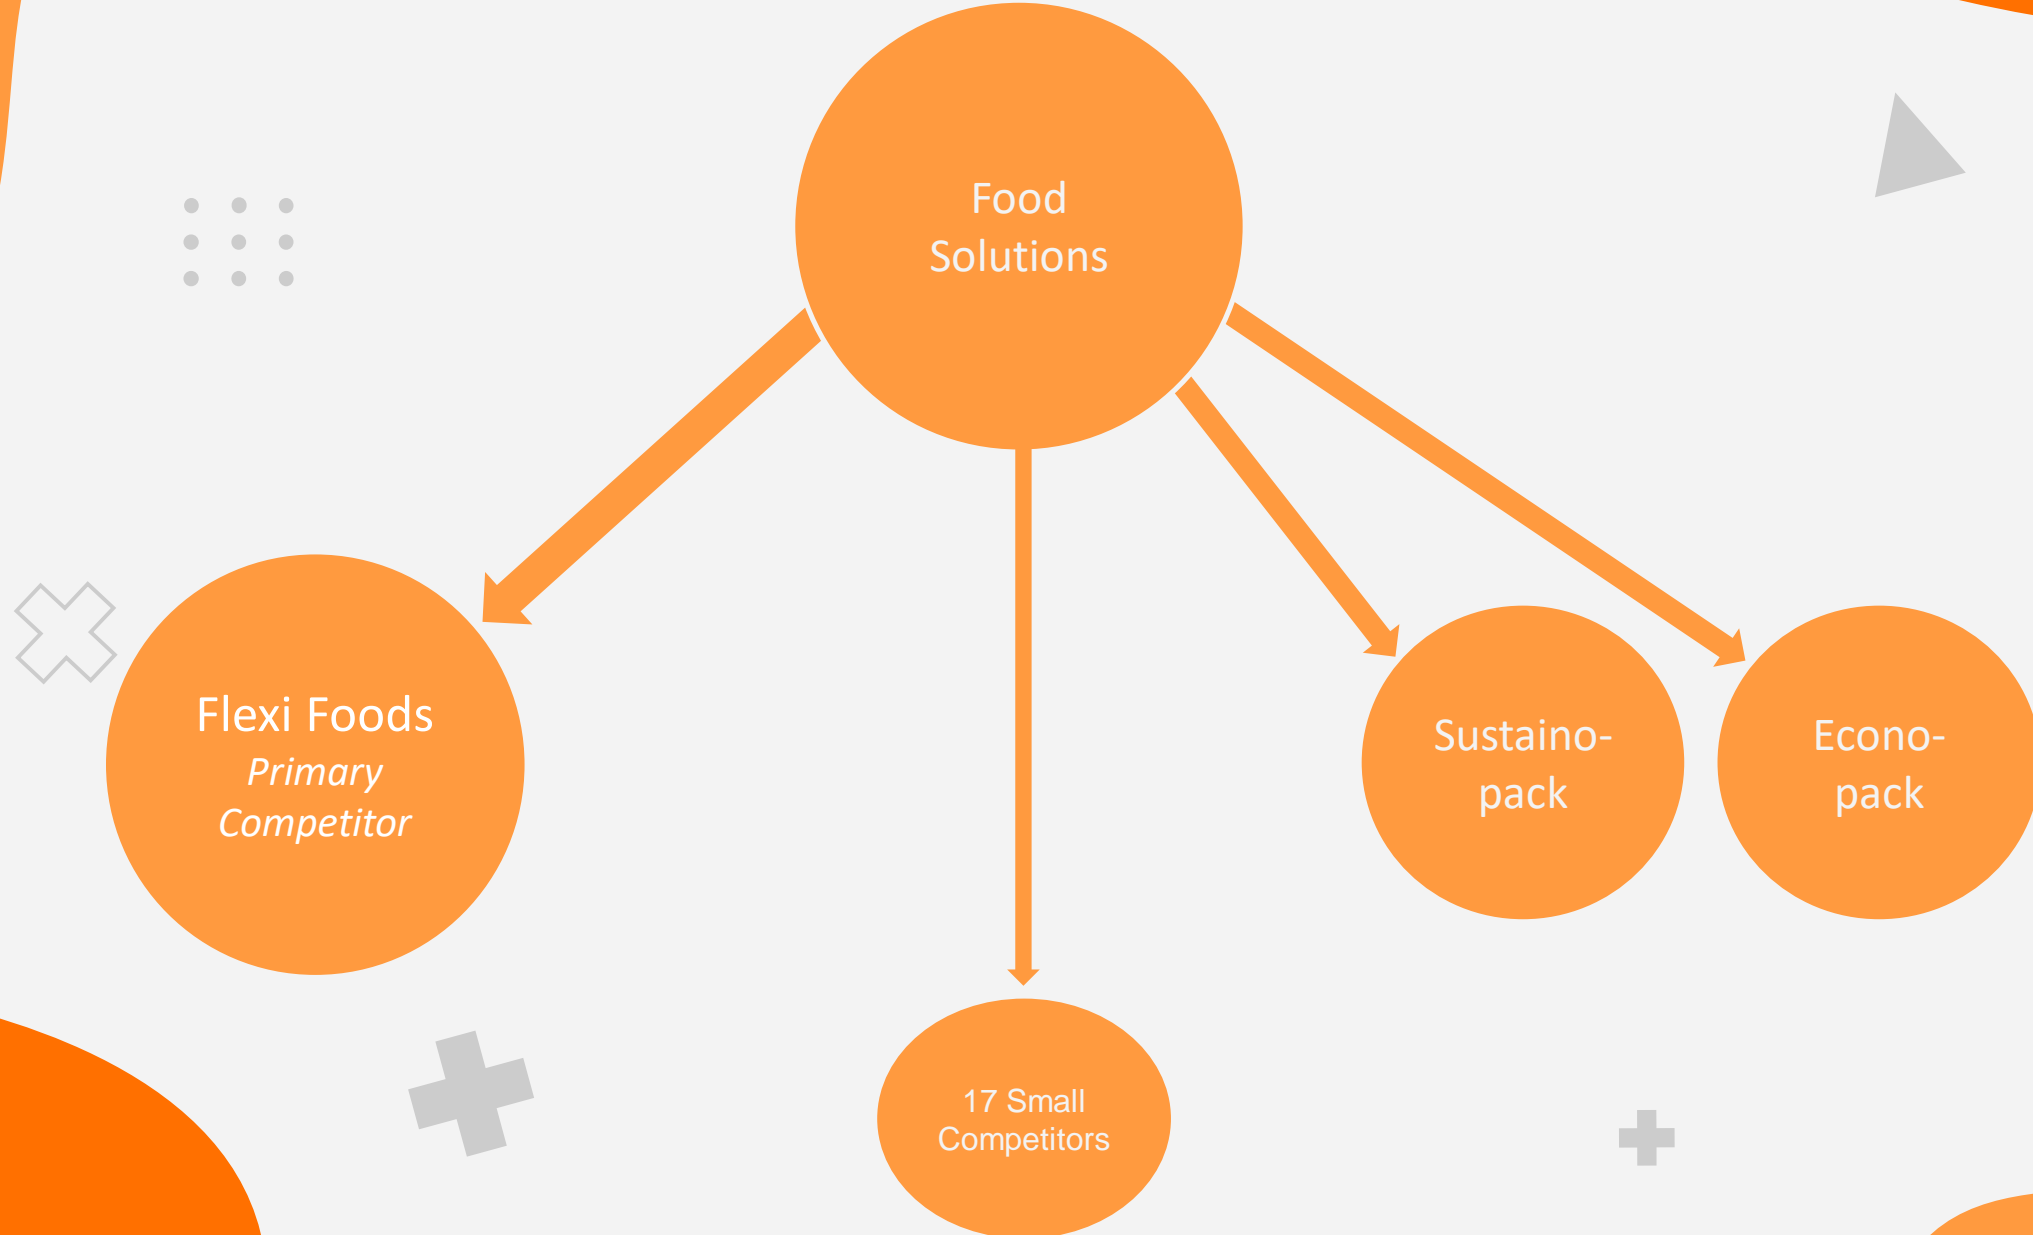 Food
Solutions
Flexi Foods
Primary
Competitor
Sustaino-
pack
Econo-
pack
17 Small
Competitors